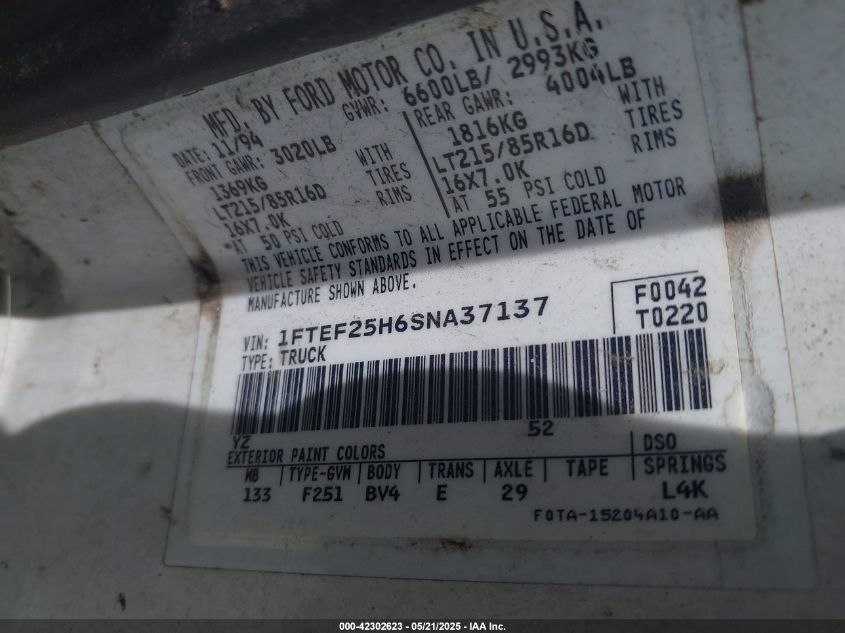 MFD. BY FORD MOTOR CO. IN U.S.A.
DATE: 11/94 GVWR: 6600LB/ 2993KG
FRONT GAWR: 3020LB REAR GAWR: 4004LB
1369KG WITH 1816KG WITH
LT215/85R16D TIRES LT215/85R16D TIRES
16X7.0K RIMS 16X7.0K RIMS
AT 50 PSI COLD AT 55 PSI COLD
THIS VEHICLE CONFORMS TO ALL APPLICABLE FEDERAL MOTOR
VEHICLE SAFETY STANDARDS IN EFFECT ON THE DATE OF
MANUFACTURE SHOWN ABOVE.
VIN: 1FTEF25H6SNA37137 F0042
TYPE: TRUCK T0220
YZ 52
EXTERIOR PAINT COLORS DSO
WB TYPE-GVM BODY TRANS AXLE TAPE SPRINGS
133 F251 BV4 E 29 L4K
F0TA-15204A10-AA
000-42302623 - 05/21/2025 - IAA Inc.